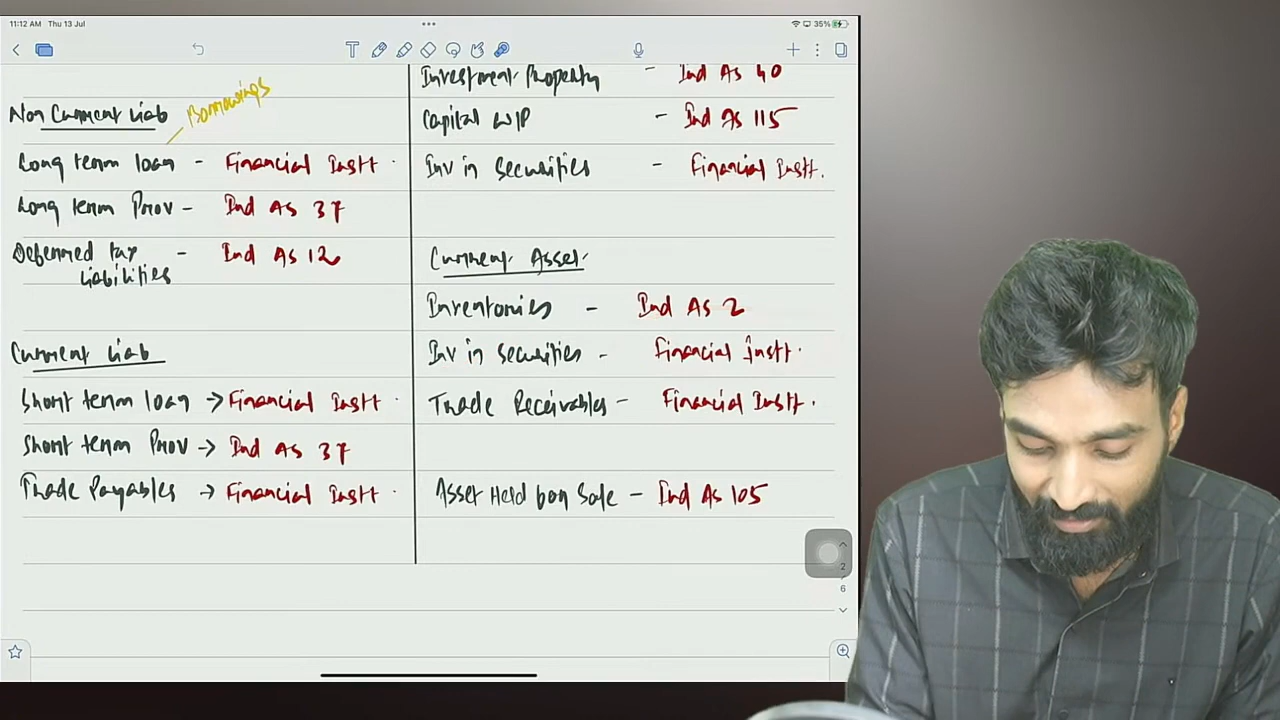 11:12 AM Thu 13 Jul
35%
Non Current Liab
Borrowings
Long term loan - Financial Instt.
Long term Prov - Ind AS 37
Deferred tax - Ind AS 12
Liabilities
Current Liab
Short term loan → Financial Instt.
Short term Prov → Ind AS 37
Trade Payables → Financial Instt.
Investment Property - Ind AS 40
Capital WIP - Ind AS 115
Inv in Securities - Financial Instt.
Current Asset
Inventories - Ind AS 2
Inv in Securities - Financial Instt.
Trade Receivables - Financial Instt.
Asset Held for Sale - Ind AS 105
2
6